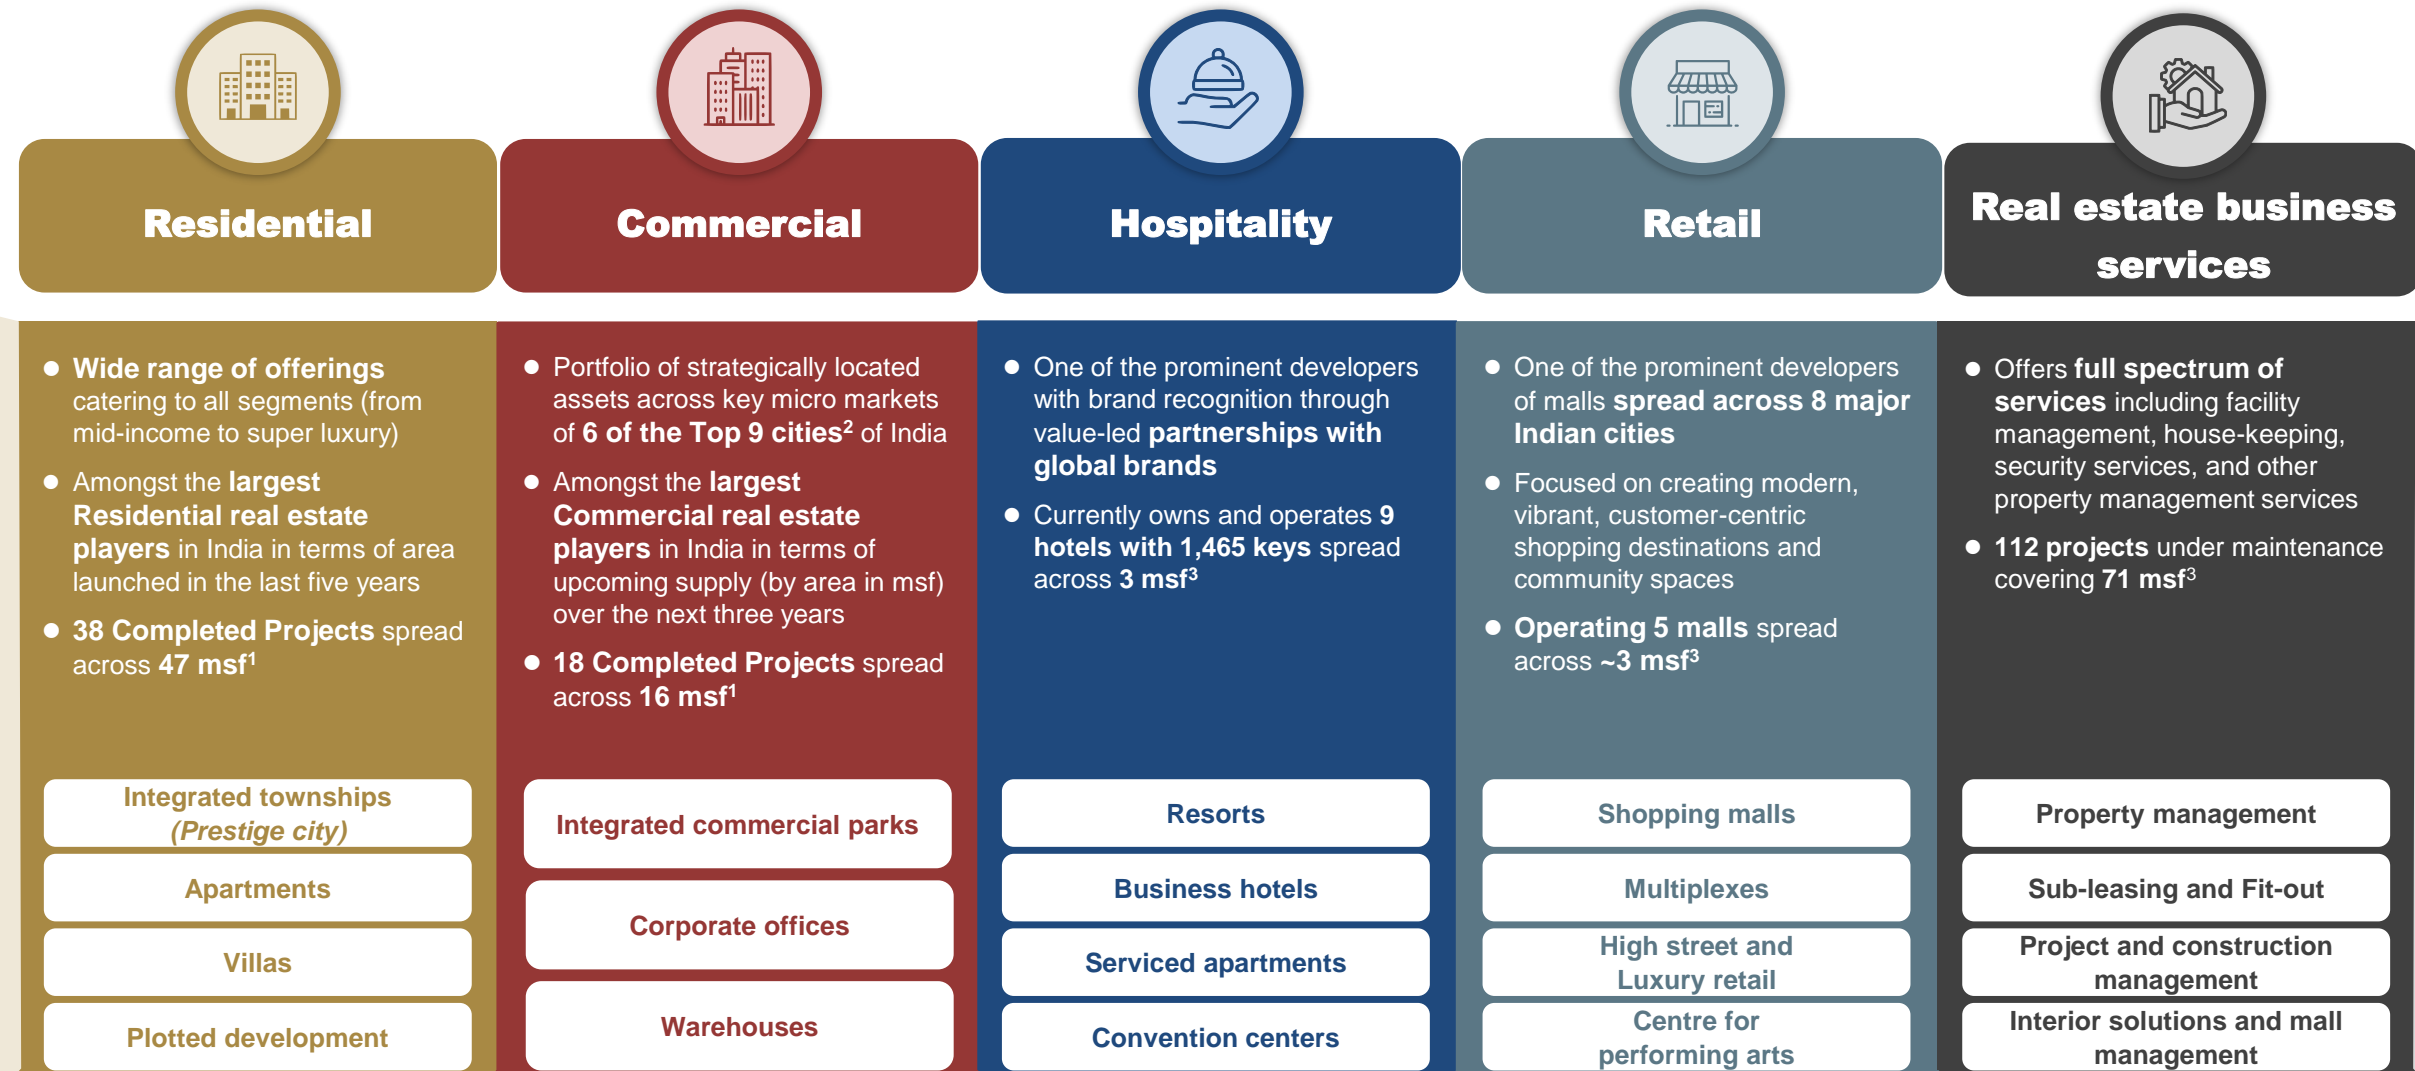 Residential
Wide range of offerings
catering to all segments (from
mid-income to super luxury)
Amongst the largest
Residential real estate
players in India in terms of area
launched in the last five years
38 Completed Projects spread
across 47 msf¹
Integrated townships
(Prestige city)
Apartments
Villas
Plotted development
Commercial
Portfolio of strategically located
assets across key micro markets
of 6 of the Top 9 cities² of India
Amongst the largest
Commercial real estate
players in India in terms of
upcoming supply (by area in msf)
over the next three years
18 Completed Projects spread
across 16 msf¹
Integrated commercial parks
Corporate offices
Warehouses
Hospitality
One of the prominent developers
with brand recognition through
value-led partnerships with
global brands
Currently owns and operates 9
hotels with 1,465 keys spread
across 3 msf³
Resorts
Business hotels
Serviced apartments
Convention centers
Retail
One of the prominent developers
of malls spread across 8 major
Indian cities
Focused on creating modern,
vibrant, customer-centric
shopping destinations and
community spaces
Operating 5 malls spread
across ~3 msf³
Shopping malls
Multiplexes
High street and
Luxury retail
Centre for
performing arts
Real estate business
services
Offers full spectrum of
services including facility
management, house-keeping,
security services, and other
property management services
112 projects under maintenance
covering 71 msf³
Property management
Sub-leasing and Fit-out
Project and construction
management
Interior solutions and mall
management